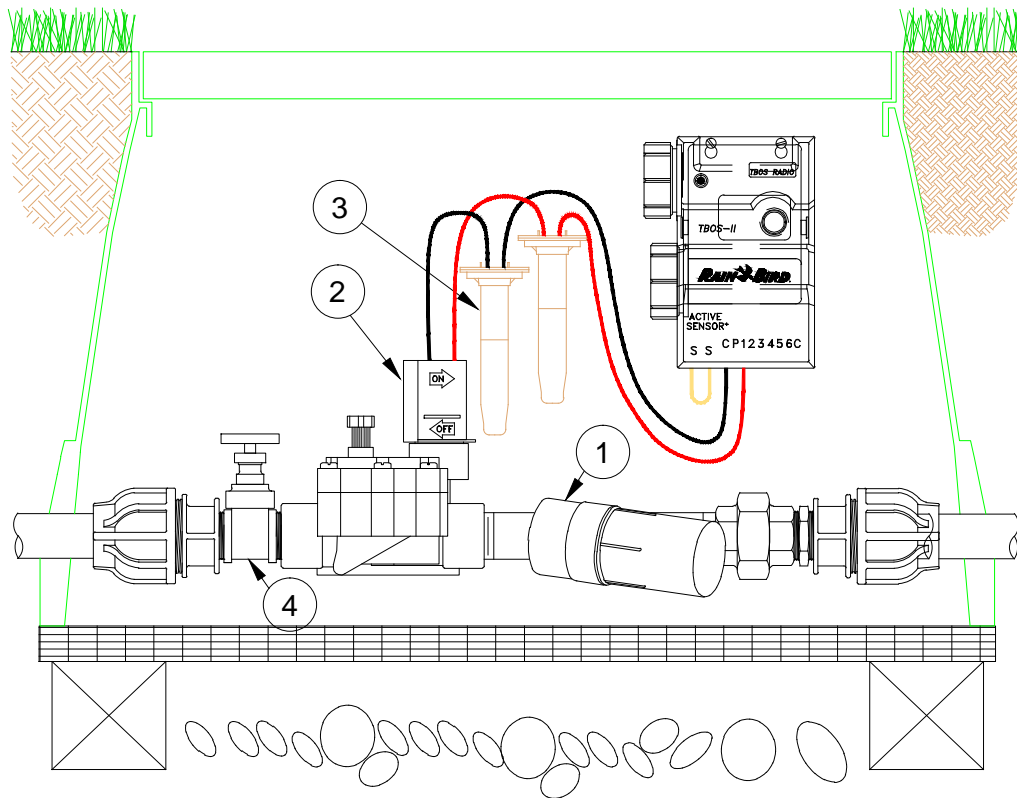 TBOS RADIO
3
TBOS-II
RAIN BIRD
2
ACTIVE
SENSOR+
S S CP123456C
ON
OFF
1
4